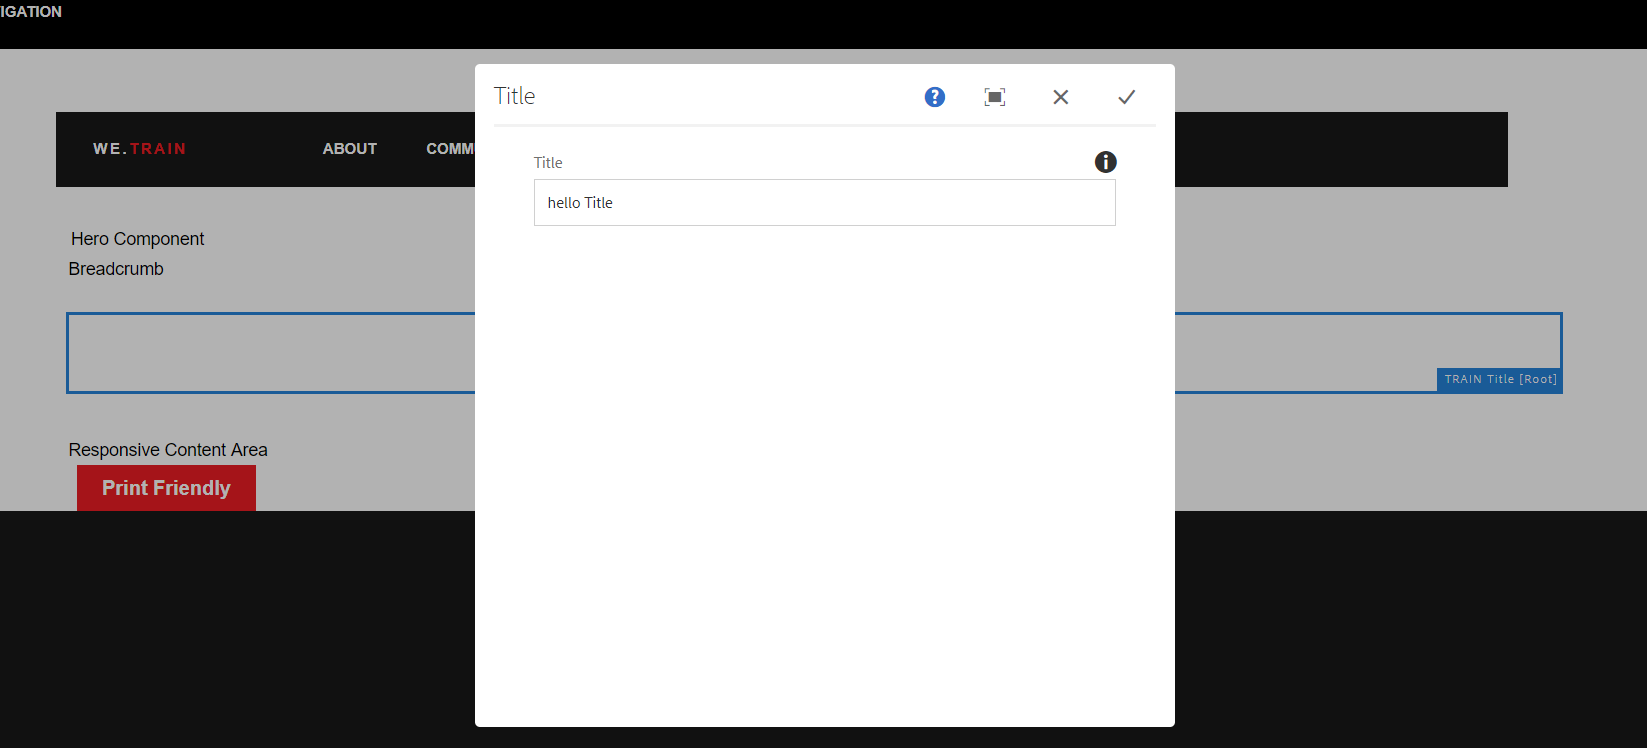 IGATION
Title
WE.TRAIN ABOUT COMM
Title
hello Title
Hero Component
Breadcrumb
TRAIN Title [Root]
Responsive Content Area
Print Friendly